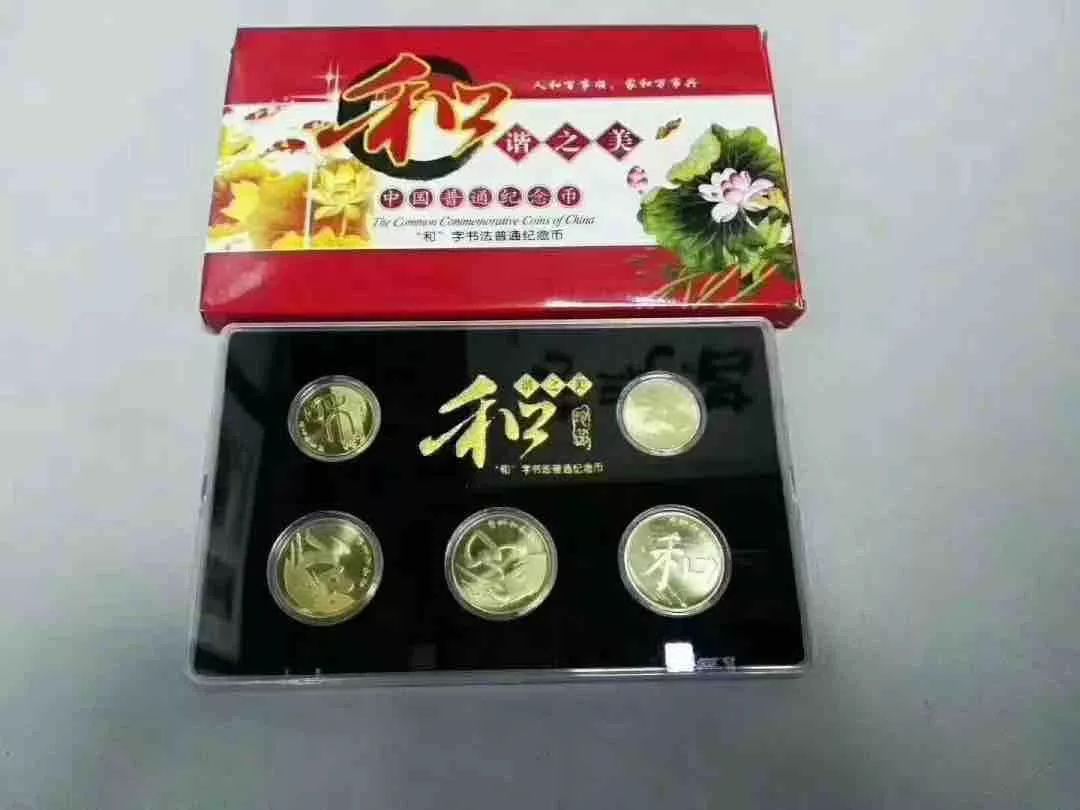 人和万事顺,家和万事兴
和谐之美
中国普通纪念币
The Common Commemorative Coins of China
“和”字书法普通纪念币
和谐之美
“和”字书法普通纪念币
和